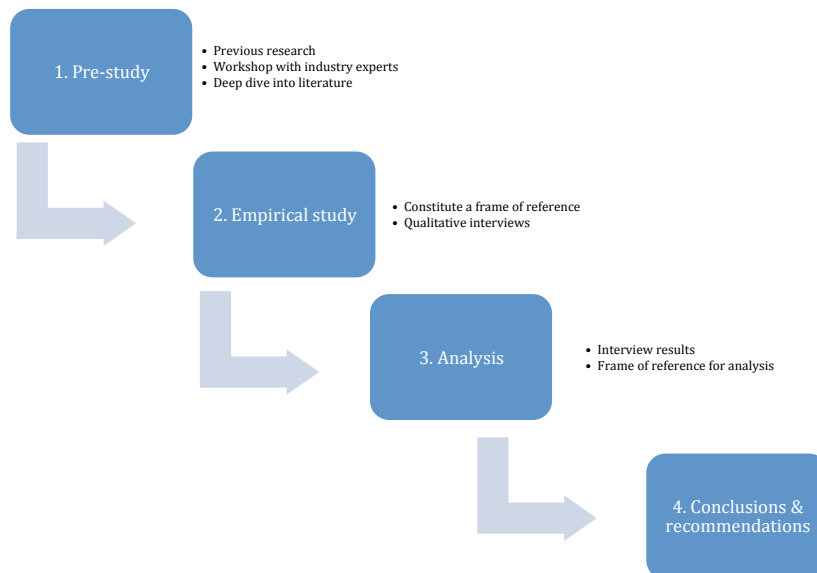 1. Pre-study
• Previous research
• Workshop with industry experts
• Deep dive into literature
2. Empirical study
• Constitute a frame of reference
• Qualitative interviews
3. Analysis
• Interview results
• Frame of reference for analysis
4. Conclusions &
recommendations